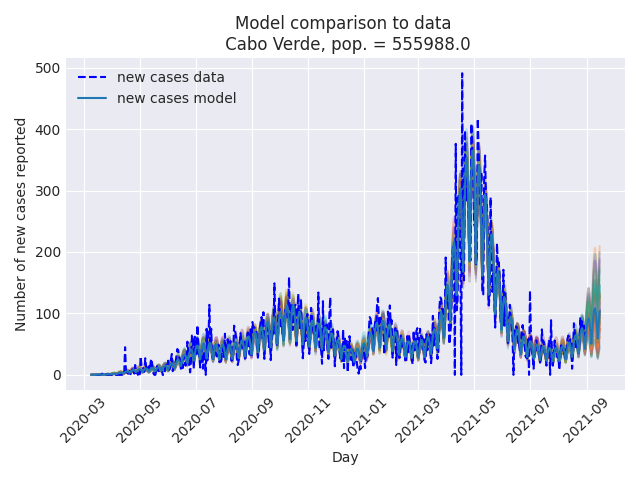 Model comparison to data
Cabo Verde, pop. = 555988.0
new cases data
new cases model
Number of new cases reported
500
400
300
200
100
0
2020-03
2020-05
2020-07
2020-09
2020-11
2021-01
2021-03
2021-05
2021-07
2021-09
Day